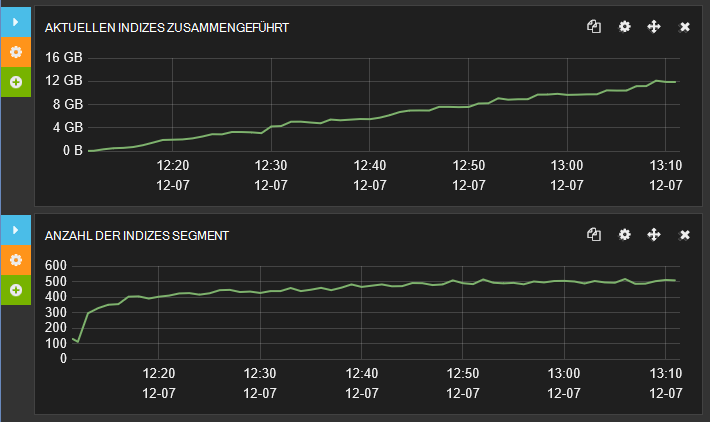 AKTUELLEN INDIZES ZUSAMMENGEFÜHRT
16 GB
12 GB
8 GB
4 GB
0 B
12:20 12:30 12:40 12:50 13:00 13:10
12-07 12-07 12-07 12-07 12-07 12-07
ANZAHL DER INDIZES SEGMENT
600
500
400
300
200
100
0
12:20 12:30 12:40 12:50 13:00 13:10
12-07 12-07 12-07 12-07 12-07 12-07